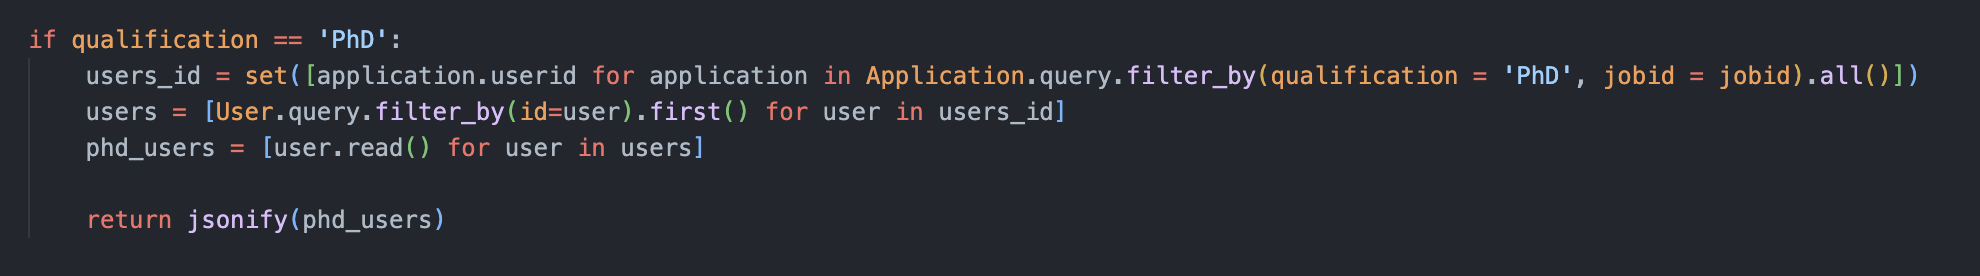 if qualification == 'PhD':
    users_id = set([application.userid for application in Application.query.filter_by(qualification = 'PhD', jobid = jobid).all()])
    users = [User.query.filter_by(id=user).first() for user in users_id]
    phd_users = [user.read() for user in users]
    return jsonify(phd_users)